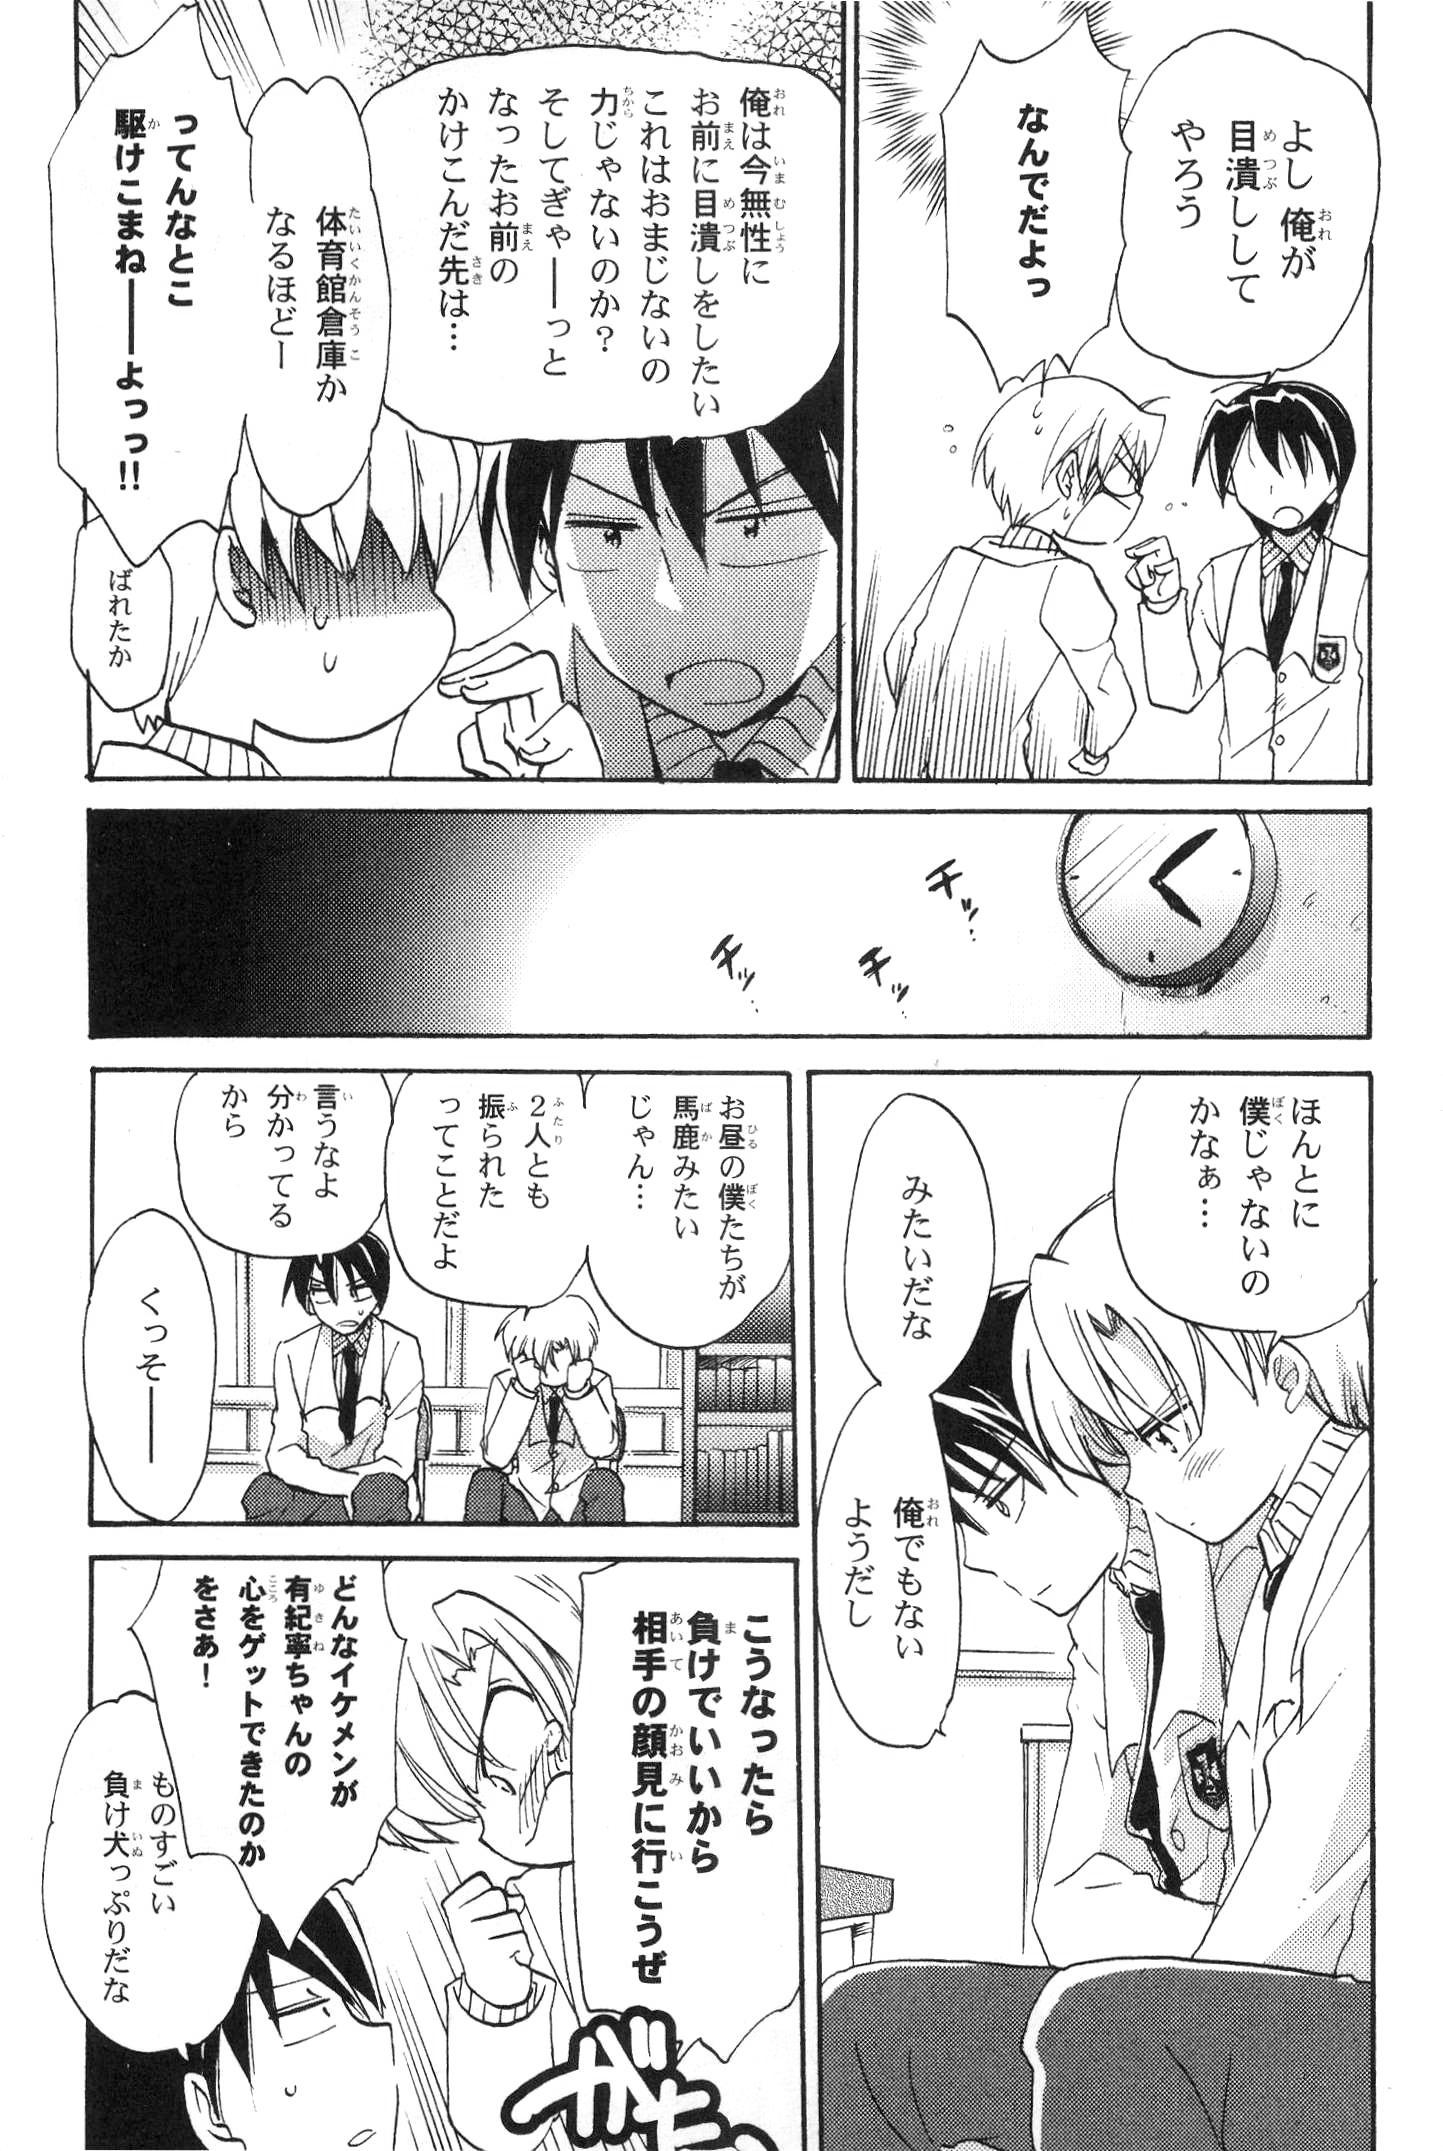 よし 俺が
目潰しして
やろう
なんでだよっ
俺は今無性に
お前に目潰しをしたい
これはおまじないの
力じゃないのか?
そしてぎゃーーっと
なったお前の
かけこんだ先は…
体育館倉庫か
なるほどー
ってんなとこ
駆けこまねーーよっっ!!
ばれたか
チッ…
チッ…
チッ…
ほんとに
僕じゃないの
かなぁ…
みたいだな
俺でもない
ようだし
お昼の僕たちが
馬鹿みたい
じゃん…
2人とも
振られた
ってことだよ
言うなよ
分かってる
から
くっそーー
こうなったら
負けでいいから
相手の顔見に行こうぜ
どんなイケメンが
有紀寧ちゃんの
心をゲットできたのか
をさあ!
ものすごい
負け犬っぷりだな
ガタ